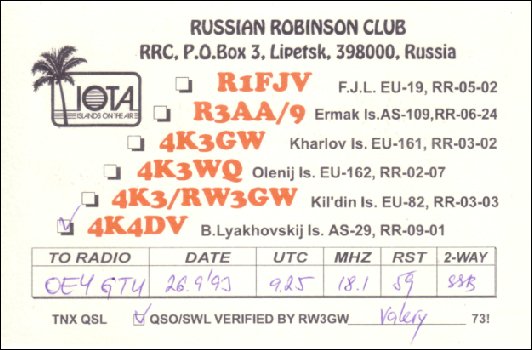 RUSSIAN ROBINSON CLUB
RRC, P.O.Box 3, Lipetsk, 398000, Russia
IOTA
ISLANDS ON THE AIR
R1FJV F.J.L. EU-19, RR-05-02
R3AA/9 Ermak Is. AS-109, RR-06-24
4K3GW Kharlov Is. EU-161, RR-03-02
4K3WQ Olenij Is. EU-162, RR-02-07
4K3/RW3GW Kil'din Is. EU-82, RR-03-03
4K4DV B.Lyakhovskij Is. AS-29, RR-09-01
TO RADIO DATE UTC MHZ RST 2-WAY
OE4GTU 26.9'93 925 18.1 59 SSB
TNX QSL QSO/SWL VERIFIED BY RW3GW Valery 73!